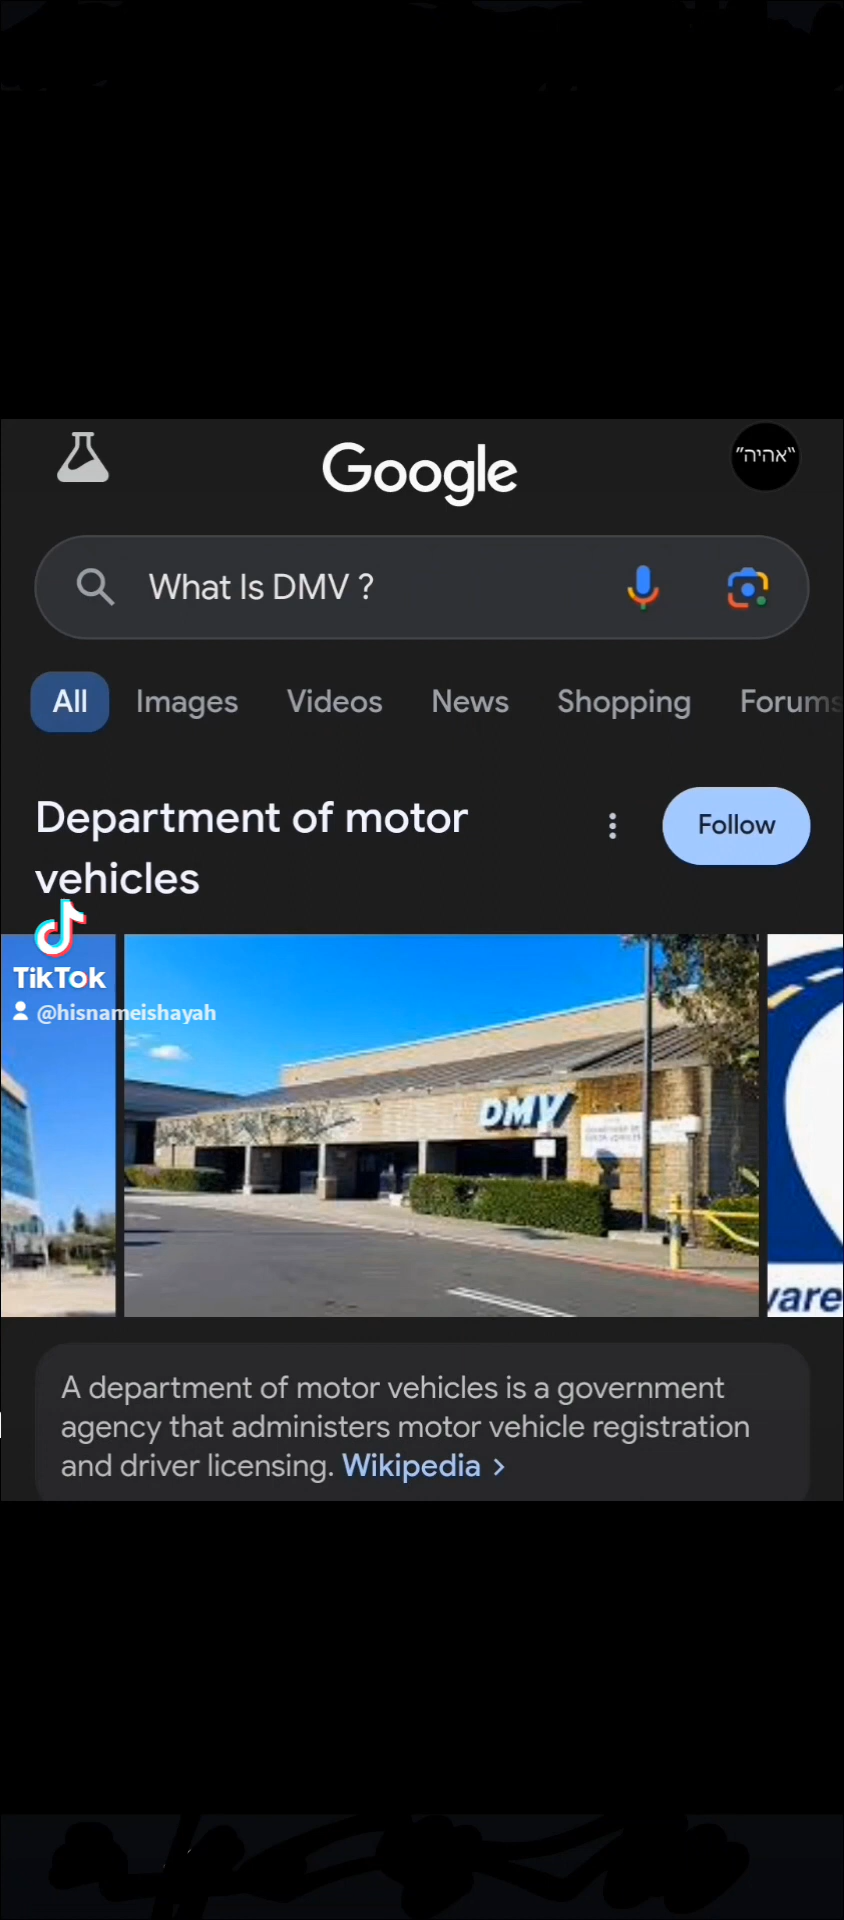 Google
"אהיה"
What Is DMV ?
All Images Videos News Shopping Forums
Department of motor
vehicles
Follow
TikTok
@hisnameishayah
DMV
A department of motor vehicles is a government
agency that administers motor vehicle registration
and driver licensing. Wikipedia >